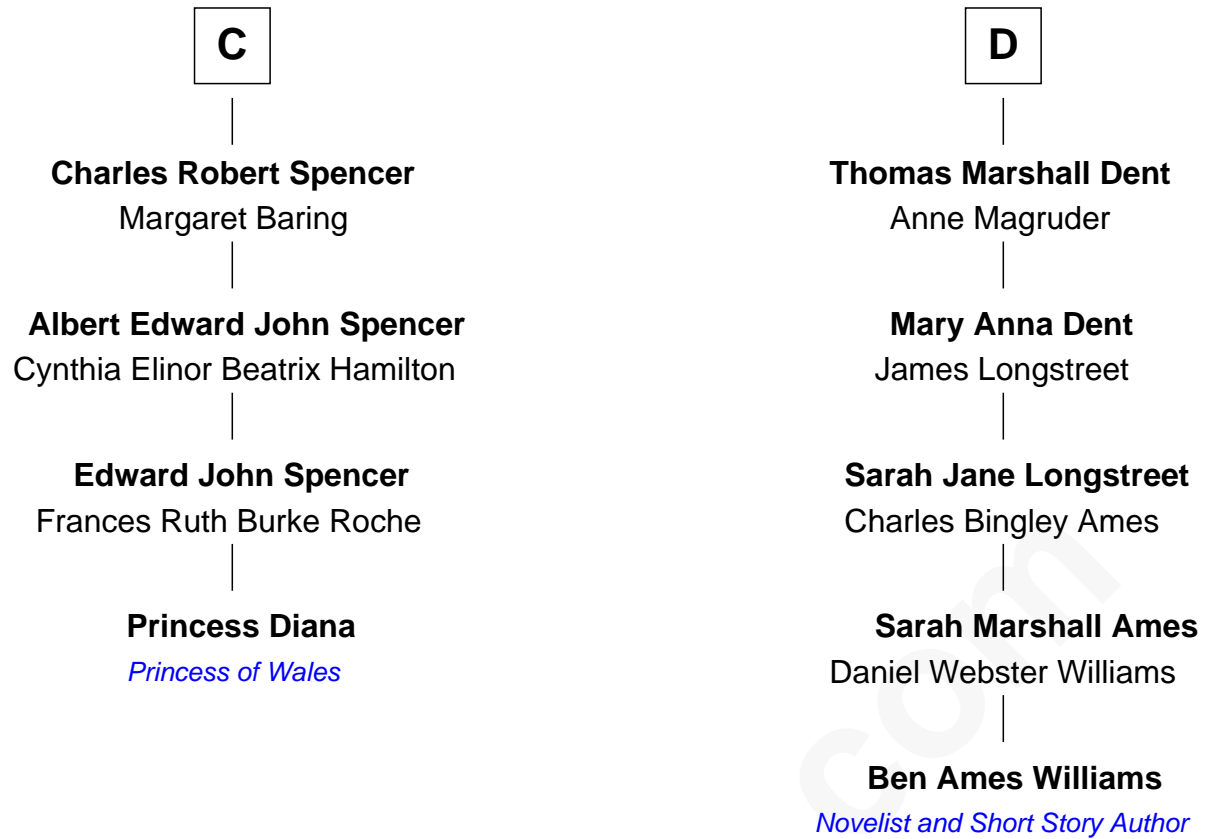 C
Charles Robert Spencer
Margaret Baring
Albert Edward John Spencer
Cynthia Elinor Beatrix Hamilton
Edward John Spencer
Frances Ruth Burke Roche
Princess Diana
Princess of Wales
D
Thomas Marshall Dent
Anne Magruder
Mary Anna Dent
James Longstreet
Sarah Jane Longstreet
Charles Bingley Ames
Sarah Marshall Ames
Daniel Webster Williams
Ben Ames Williams
Novelist and Short Story Author
com